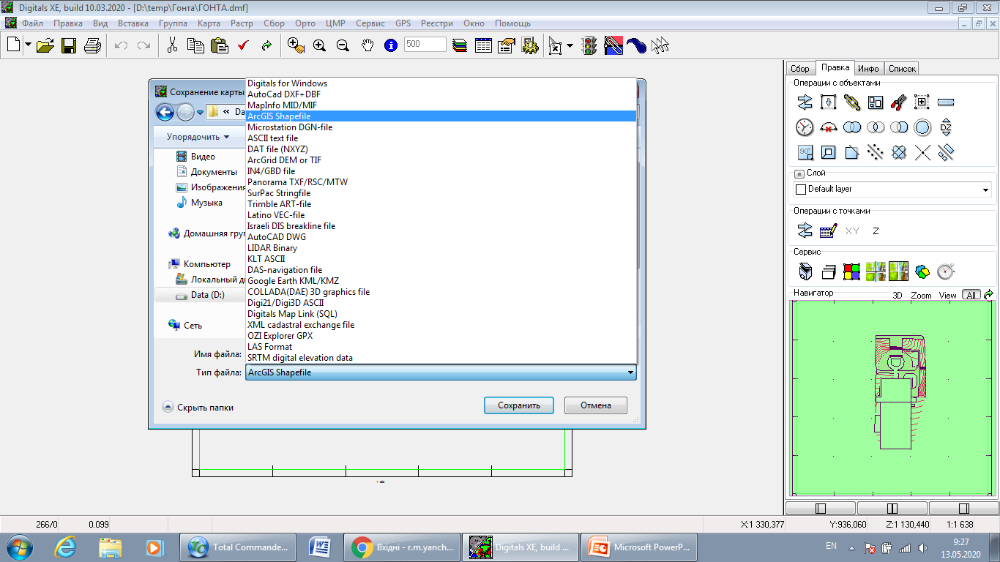 Digitals XE, build 10.03.2020 - [D:\temp\Гонта\ГОНТА.dmf]
Файл Правка Вид Вставка Группа Карта Растр Сбор Орто ЦМР Сервис GPS Реестри Окно Помощь
500
Сбор Правка Инфо Список
Операции с объектами
DZ
90°
Слой
Default layer
Операции с точками
XY Z
Сервис
Навигатор 3D Zoom View All
Сохранение карты
« Da
Упорядочить
Видео
Документы
Изображения
Музыка
Домашняя гру
Компьютер
Локальный д
Data (D:)
Сеть
Digitals for Windows
AutoCad DXF+DBF
MapInfo MID/MIF
ArcGIS Shapefile
Microstation DGN-file
ASCII text file
DAT file (NXYZ)
ArcGrid DEM or TIF
IN4/GBD file
Panorama TXF/RSC/MTW
SurPac Stringfile
Trimble ART-file
Latino VEC-file
Israeli DIS breakline file
AutoCAD DWG
LIDAR Binary
KLT ASCII
DAS-navigation file
Google Earth KML/KMZ
COLLADA(DAE) 3D graphics file
Digi21/Digi3D ASCII
Digitals Map Link (SQL)
XML cadastral exchange file
OZI Explorer GPX
LAS Format
SRTM digital elevation data
Имя файла:
Тип файла: ArcGIS Shapefile
Скрыть папки
Сохранить Отмена
266/0 0.099 X:1 330,377 Y:936,060 Z:1 130,440 1:1 638
Total Commande... Вхідні - r.m.yanch... Digitals XE, build ... Microsoft PowerP... EN 9:27
13.05.2020